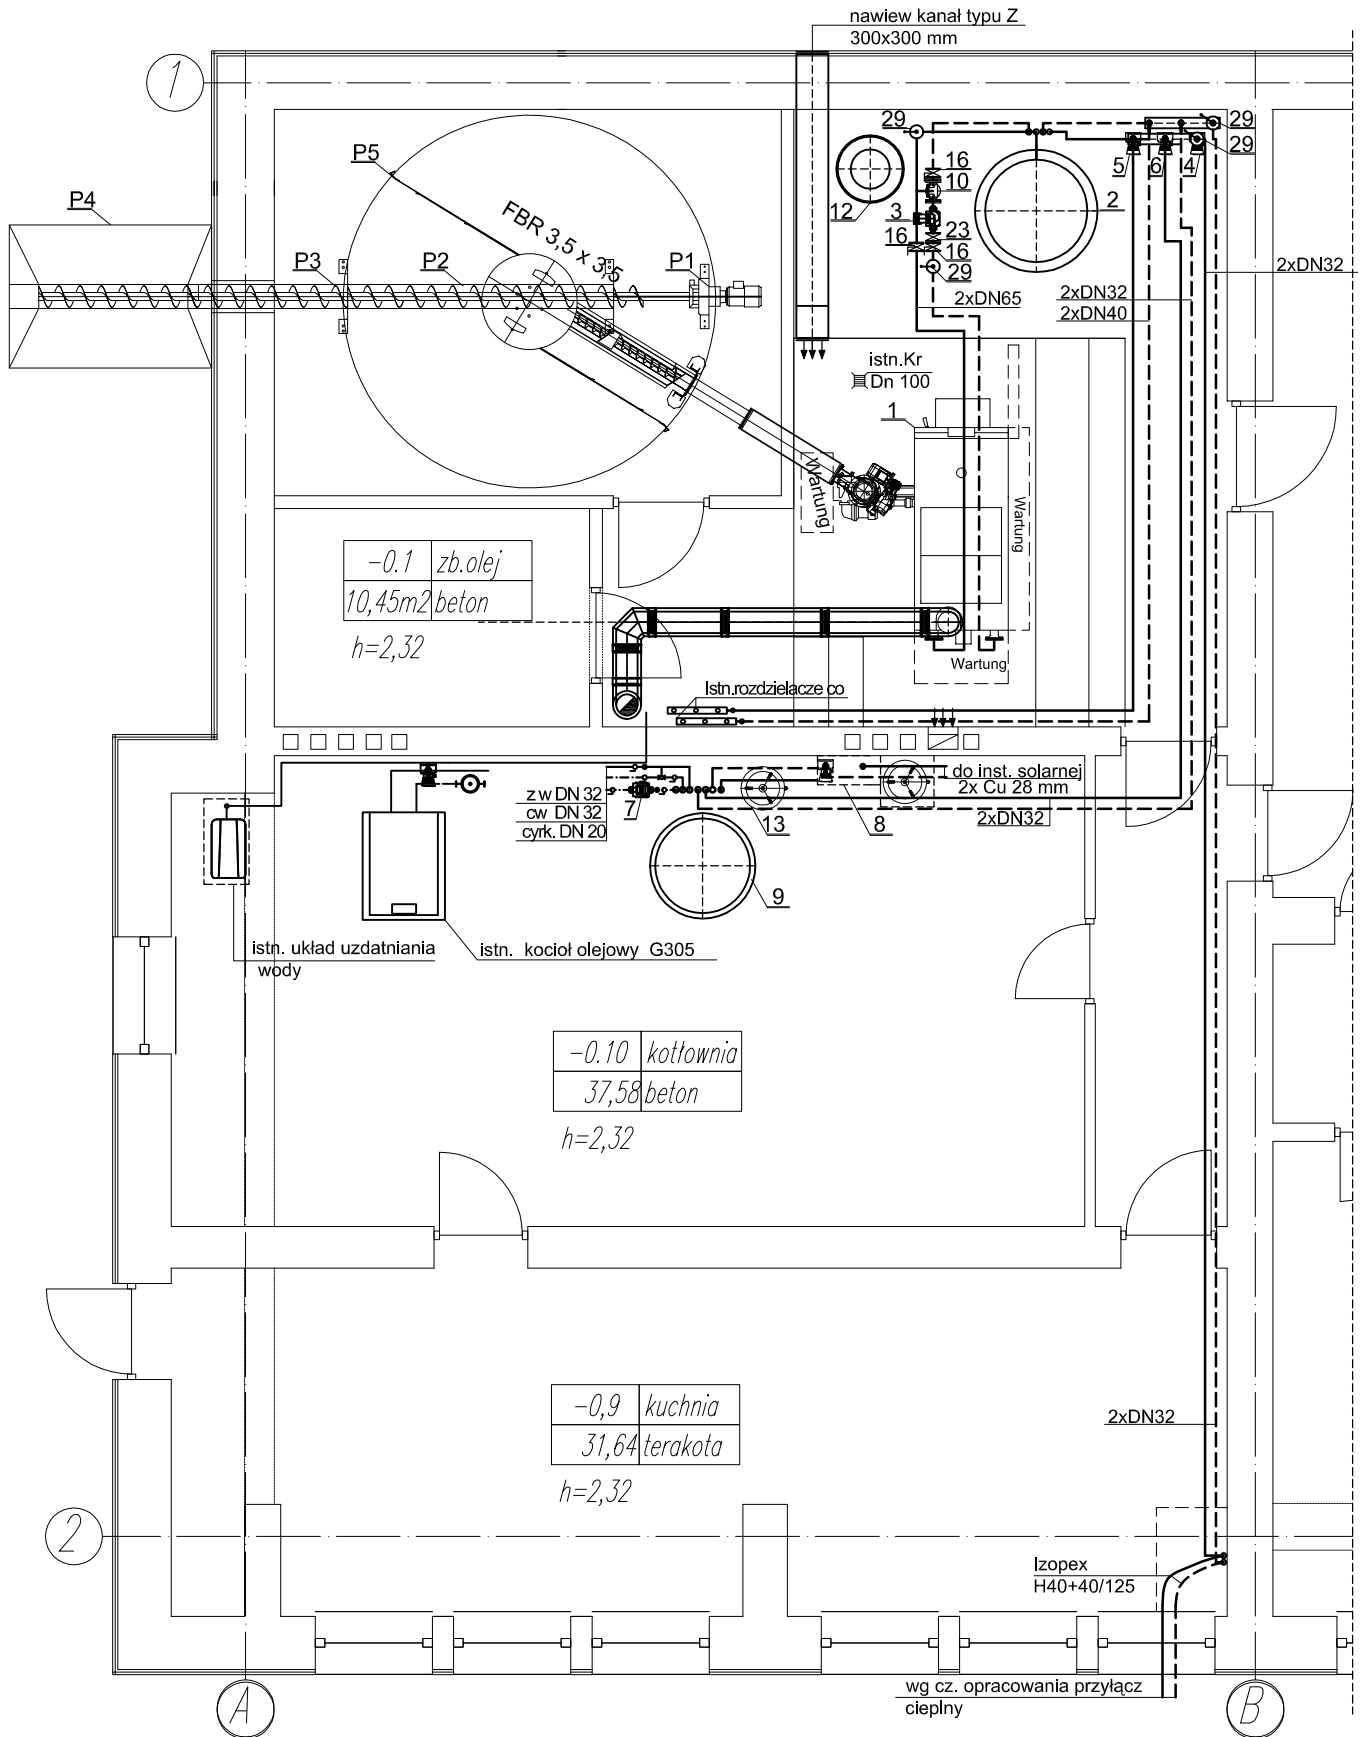 nawiew kanał typu Z
300x300 mm
1
29
29
29
16
10
5
6
4
P5
P4
12
3
2
FBR 3,5 x 3,5
23
16
16
P3
P2
P1
29
2xDN32
2xDN65
2xDN32
2xDN40
istn.Kr
Dn 100
1
Wartung
Wartung
-0.1 zb.olej
10,45m2 beton
h=2,32
Wartung
Istn.rozdzielacze co
do inst. solarnej
2x Cu 28 mm
z w DN 32
cw DN 32
cyrk. DN 20
7
13
8
2xDN32
9
istn. układ uzdatniania
wody
istn. kocioł olejowy G305
-0.10 kotłownia
37,58 beton
h=2,32
-0,9 kuchnia
31,64 terakota
h=2,32
2xDN32
2
Izopex
H40+40/125
wg cz. opracowania przyłącz
cieplny
A
B